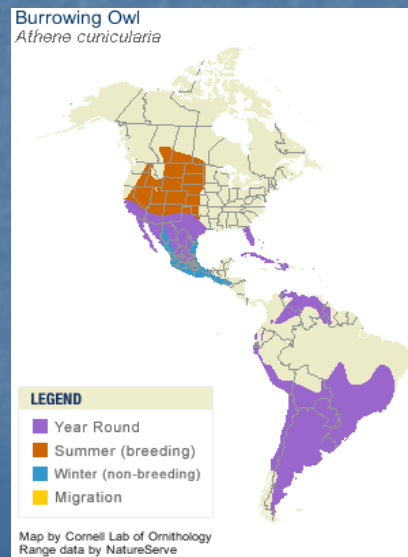 Burrowing Owl
Athene cunicularia
LEGEND
Year Round
Summer (breeding)
Winter (non-breeding)
Migration
Map by Cornell Lab of Ornithology
Range data by NatureServe